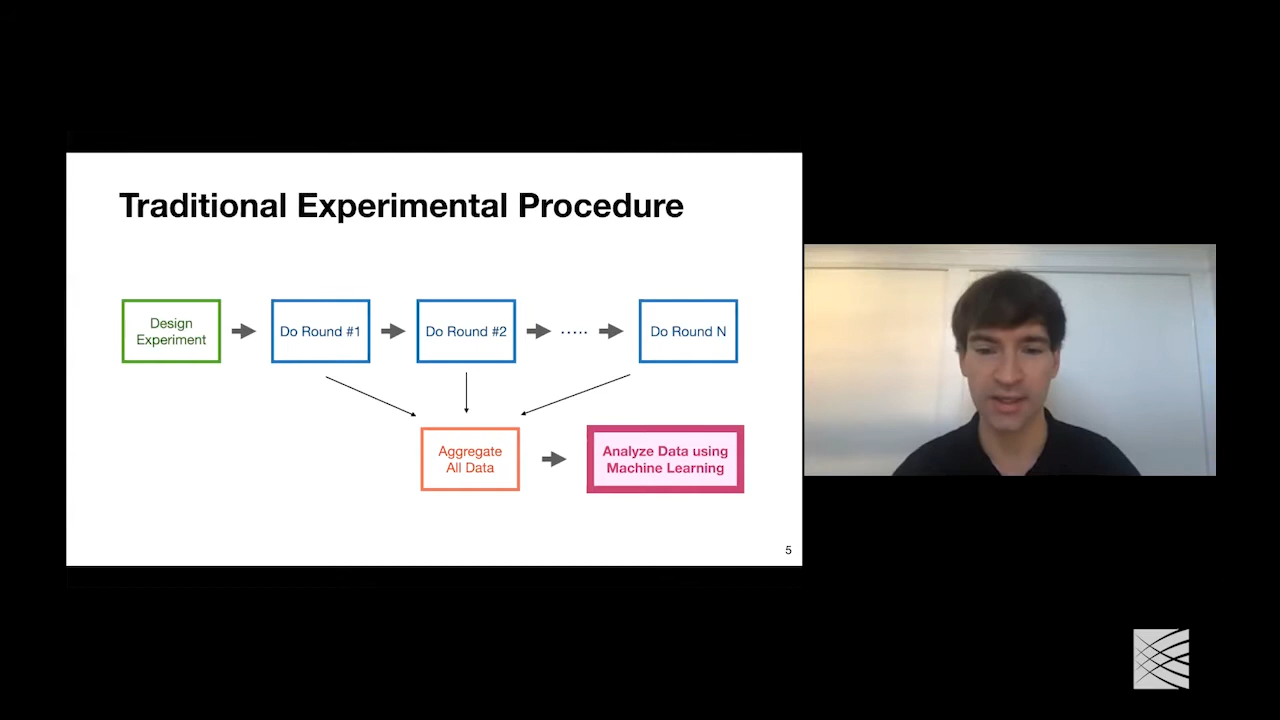 Traditional Experimental Procedure
Design
Experiment
Do Round #1
Do Round #2
.....
Do Round N
Aggregate
All Data
Analyze Data using
Machine Learning
5